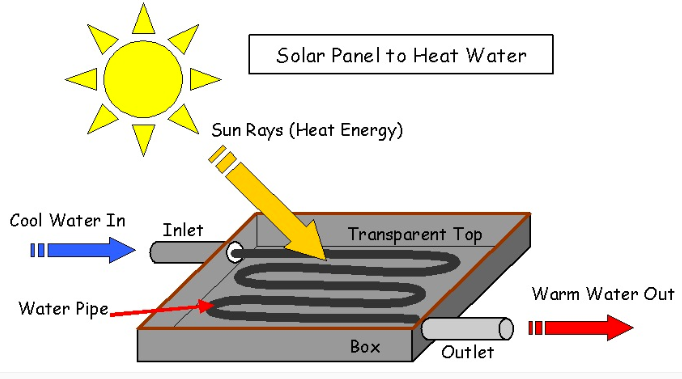 Solar Panel to Heat Water
Sun Rays (Heat Energy)
Cool Water In
Inlet
Transparent Top
Water Pipe
Warm Water Out
Box
Outlet